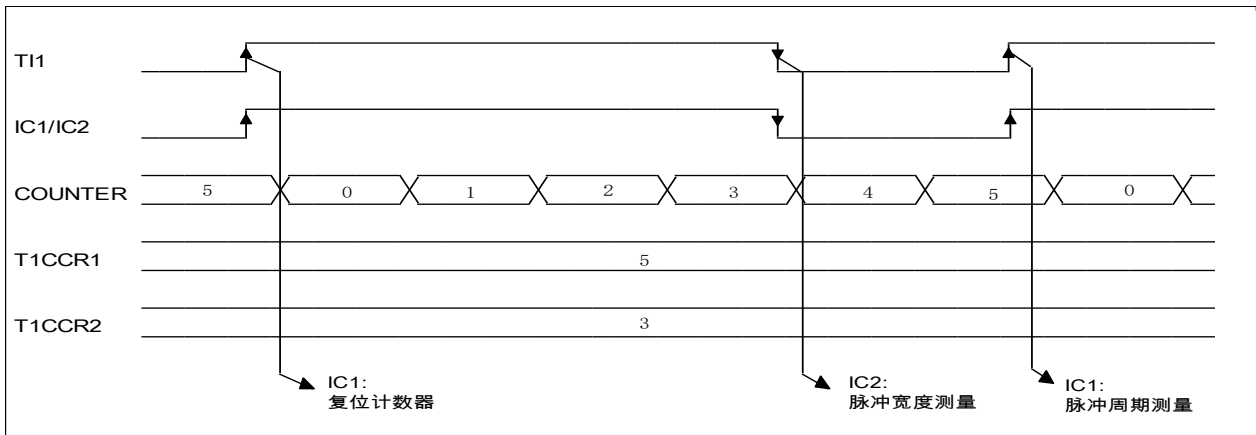 TI1
IC1/IC2
COUNTER 5 0 1 2 3 4 5 0
T1CCR1 5
T1CCR2 3
IC1:
复位计数器
IC2:
脉冲宽度测量
IC1:
脉冲周期测量